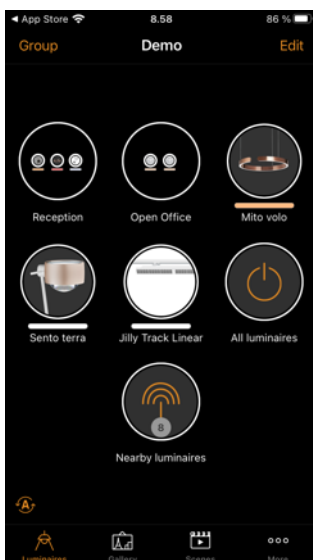 App Store 8.58 86 %
Group Demo Edit
Reception Open Office Mito volo
Sento terra Jilly Track Linear All luminaires
8
Nearby luminaires
A
Luminaires Gallery Scenes More